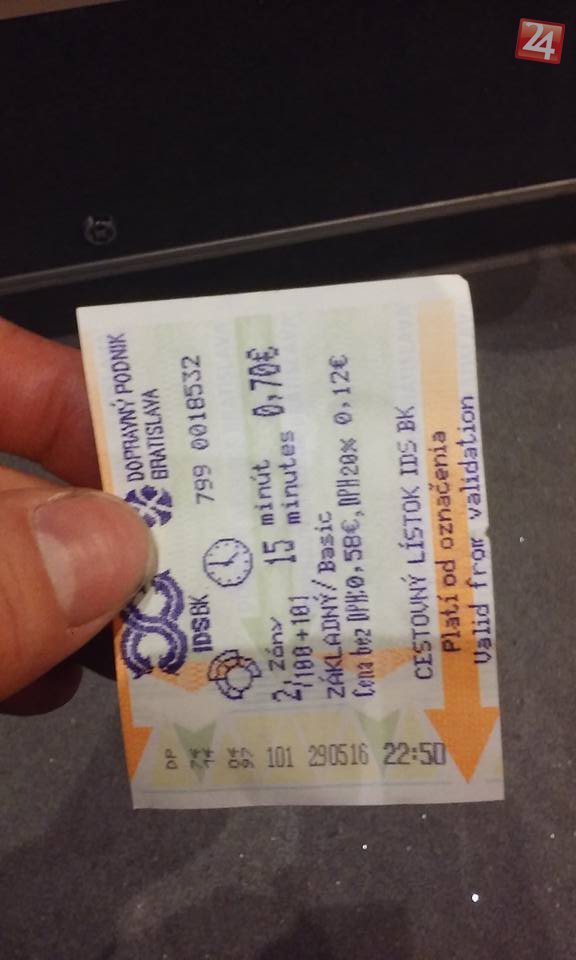 24
DOPRAVNÝ PODNIK
BRATISLAVA
IDSBK
799 0018532
2 zóny 15 minút 0,70€
/100+101 minutes
ZÁKLADNÝ/Basic
Cena bez DPH:0,58€, DPH20% 0,12€
CESTOVNÝ LÍSTOK IDS BK
Platí od označenia
Valid from validation
DP 101 290516 22:50